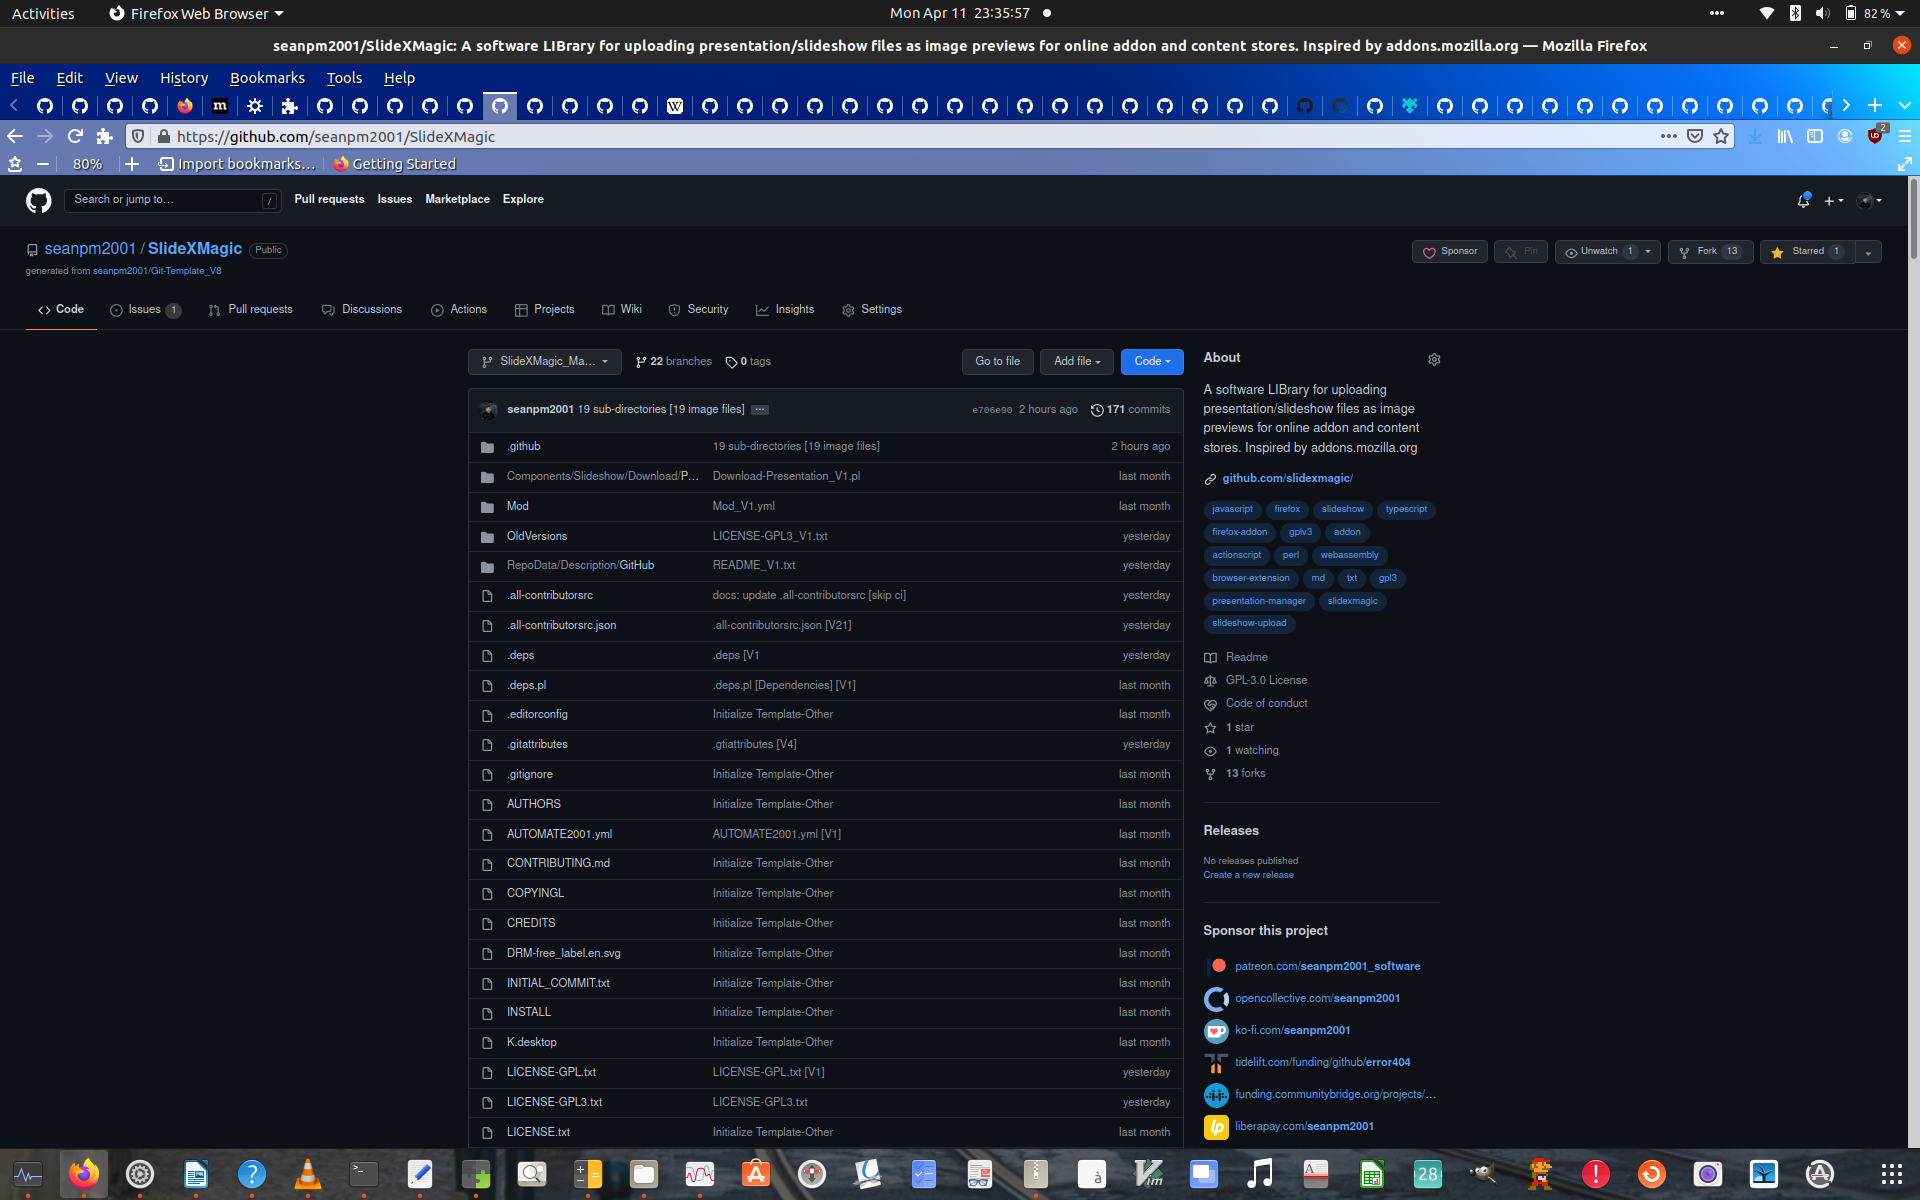 Activities
Firefox Web Browser
Mon Apr 11 23:35:57
82 %
seanpm2001/SlideXMagic: A software LIBrary for uploading presentation/slideshow files as image previews for online addon and content stores. Inspired by addons.mozilla.org — Mozilla Firefox
File Edit View History Bookmarks Tools Help
https://github.com/seanpm2001/SlideXMagic
2
80%
Import bookmarks…
Getting Started
Search or jump to…
/
Pull requests Issues Marketplace Explore
seanpm2001 / SlideXMagic Public
generated from seanpm2001/Git-Template_V8
Sponsor
Pin
Unwatch 1
Fork 13
Starred 1
Code
Issues 1
Pull requests
Discussions
Actions
Projects
Wiki
Security
Insights
Settings
SlideXMagic_Ma…
22 branches
0 tags
Go to file
Add file
Code
seanpm2001 19 sub-directories [19 image files] ···
e706e90 2 hours ago
171 commits
.github 19 sub-directories [19 image files] 2 hours ago
Components/Slideshow/Download/P… Download-Presentation_V1.pl last month
Mod Mod_V1.yml last month
OldVersions LICENSE-GPL3_V1.txt yesterday
RepoData/Description/GitHub README_V1.txt yesterday
.all-contributorsrc docs: update .all-contributorsrc [skip ci] yesterday
.all-contributorsrc.json .all-contributorsrc.json [V21] yesterday
.deps .deps [V1 yesterday
.deps.pl .deps.pl [Dependencies] [V1] last month
.editorconfig Initialize Template-Other last month
.gitattributes .gtiattributes [V4] yesterday
.gitignore Initialize Template-Other last month
AUTHORS Initialize Template-Other last month
AUTOMATE2001.yml AUTOMATE2001.yml [V1] last month
CONTRIBUTING.md Initialize Template-Other last month
COPYINGL Initialize Template-Other last month
CREDITS Initialize Template-Other last month
DRM-free_label.en.svg Initialize Template-Other last month
INITIAL_COMMIT.txt Initialize Template-Other last month
INSTALL Initialize Template-Other last month
K.desktop Initialize Template-Other last month
LICENSE-GPL.txt LICENSE-GPL.txt [V1] yesterday
LICENSE-GPL3.txt LICENSE-GPL3.txt yesterday
LICENSE.txt Initialize Template-Other last month
About
A software LIBrary for uploading
presentation/slideshow files as image
previews for online addon and content
stores. Inspired by addons.mozilla.org
github.com/slidexmagic/
javascript firefox slideshow typescript
firefox-addon gplv3 addon
actionscript perl webassembly
browser-extension md txt gpl3
presentation-manager slidexmagic
slideshow-upload
Readme
GPL-3.0 License
Code of conduct
1 star
1 watching
13 forks
Releases
No releases published
Create a new release
Sponsor this project
patreon.com/seanpm2001_software
opencollective.com/seanpm2001
ko-fi.com/seanpm2001
tidelift.com/funding/github/error404
funding.communitybridge.org/projects/…
liberapay.com/seanpm2001
28